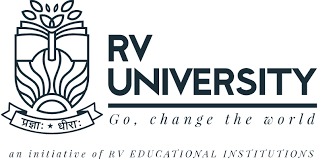 RV
UNIVERSITY
प्रज्ञाः ★ धीराः
Go, change the world
an initiative of RV EDUCATIONAL INSTITUTIONS